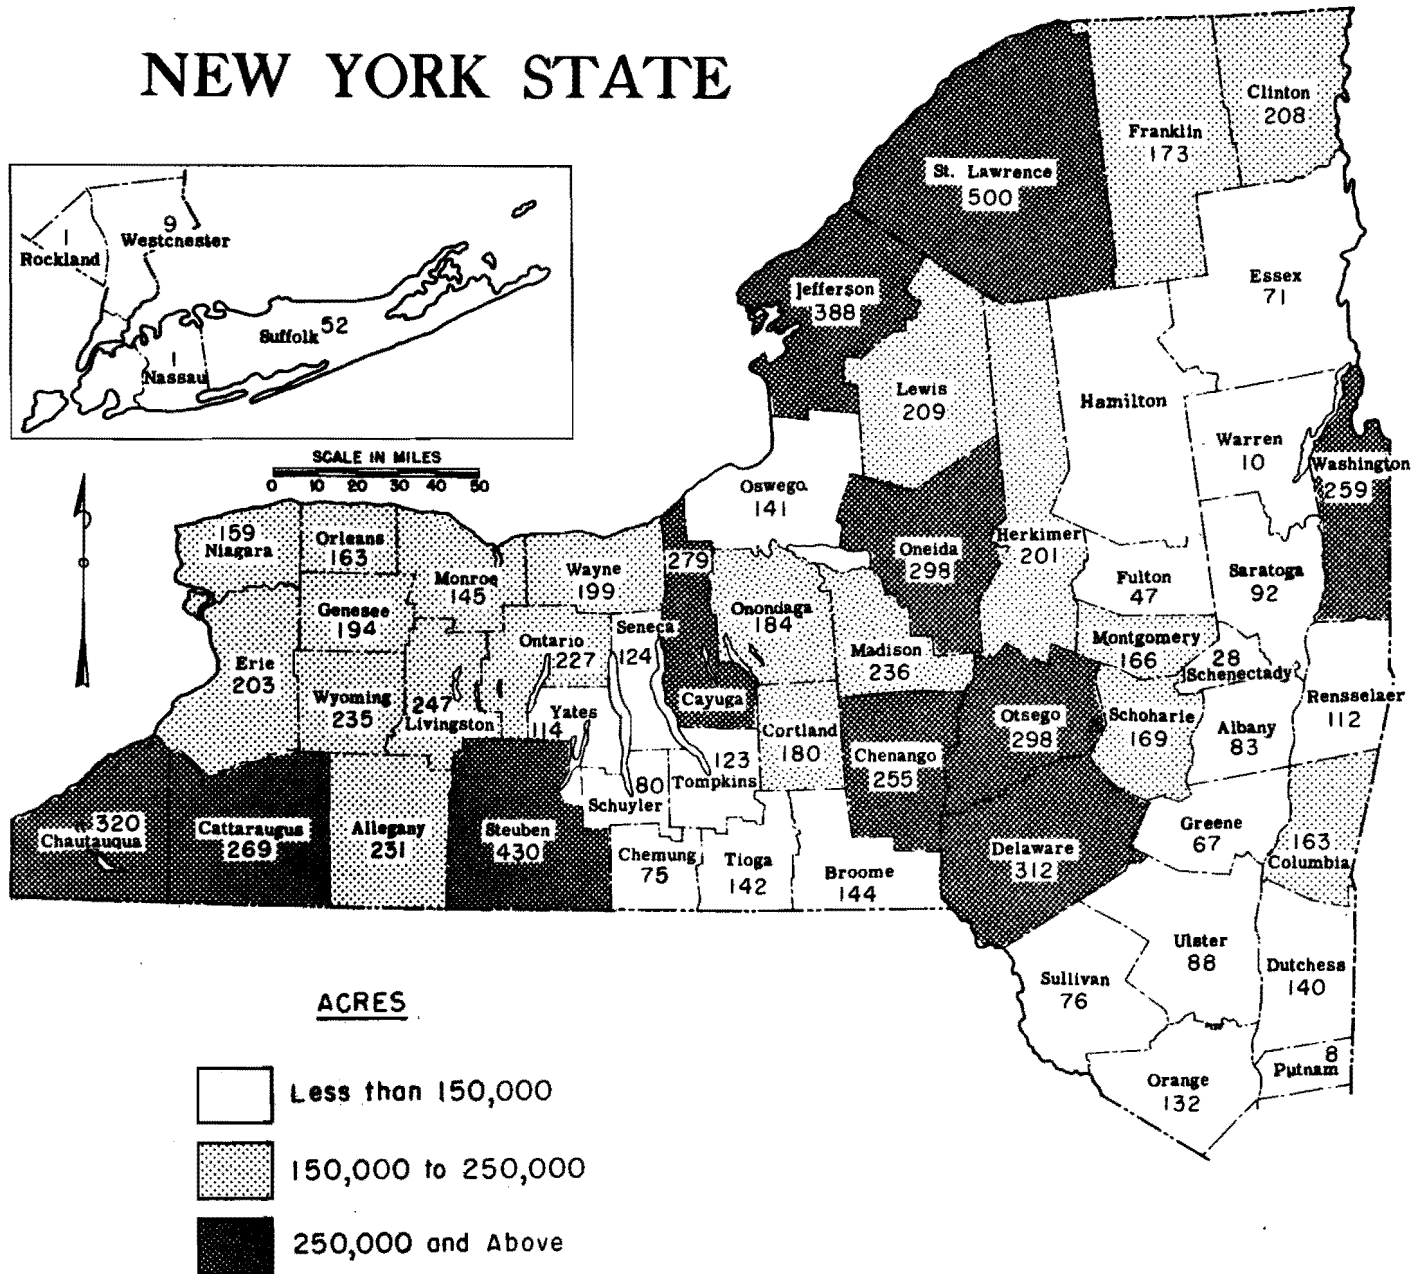 NEW YORK STATE
Clinton
208
Franklin
173
St. Lawrence
500
9
Westchester
1
Rockland
Suffolk 52
1
Nassau
Essex
71
Jefferson
388
Lewis
209
Hamilton
Warren
10
Washington
259
SCALE IN MILES
0 10 20 30 40 50
Oswego
141
159
Niagara
Orleans
163
Monroe
145
Wayne
199
279
Cayuga
Oneida
298
Herkimer
201
Fulton
47
Saratoga
92
Genesee
194
Onondaga
184
Seneca
124
Ontario
227
Madison
236
Montgomery
166
28
Schenectady
Erie
203
Wyoming
235
247
Livingston
Yates
114
Cortland
180
Otsego
298
Schoharie
169
Albany
83
Rensselaer
112
Chenango
255
123
Tompkins
80
Schuyler
320
Chautauqua
Cattaraugus
269
Allegany
231
Steuben
430
Chemung
75
Tioga
142
Broome
144
Delaware
312
Greene
67
163
Columbia
Ulster
88
Dutchess
140
Sullivan
76
8
Putnam
Orange
132
ACRES
Less than 150,000
150,000 to 250,000
250,000 and Above